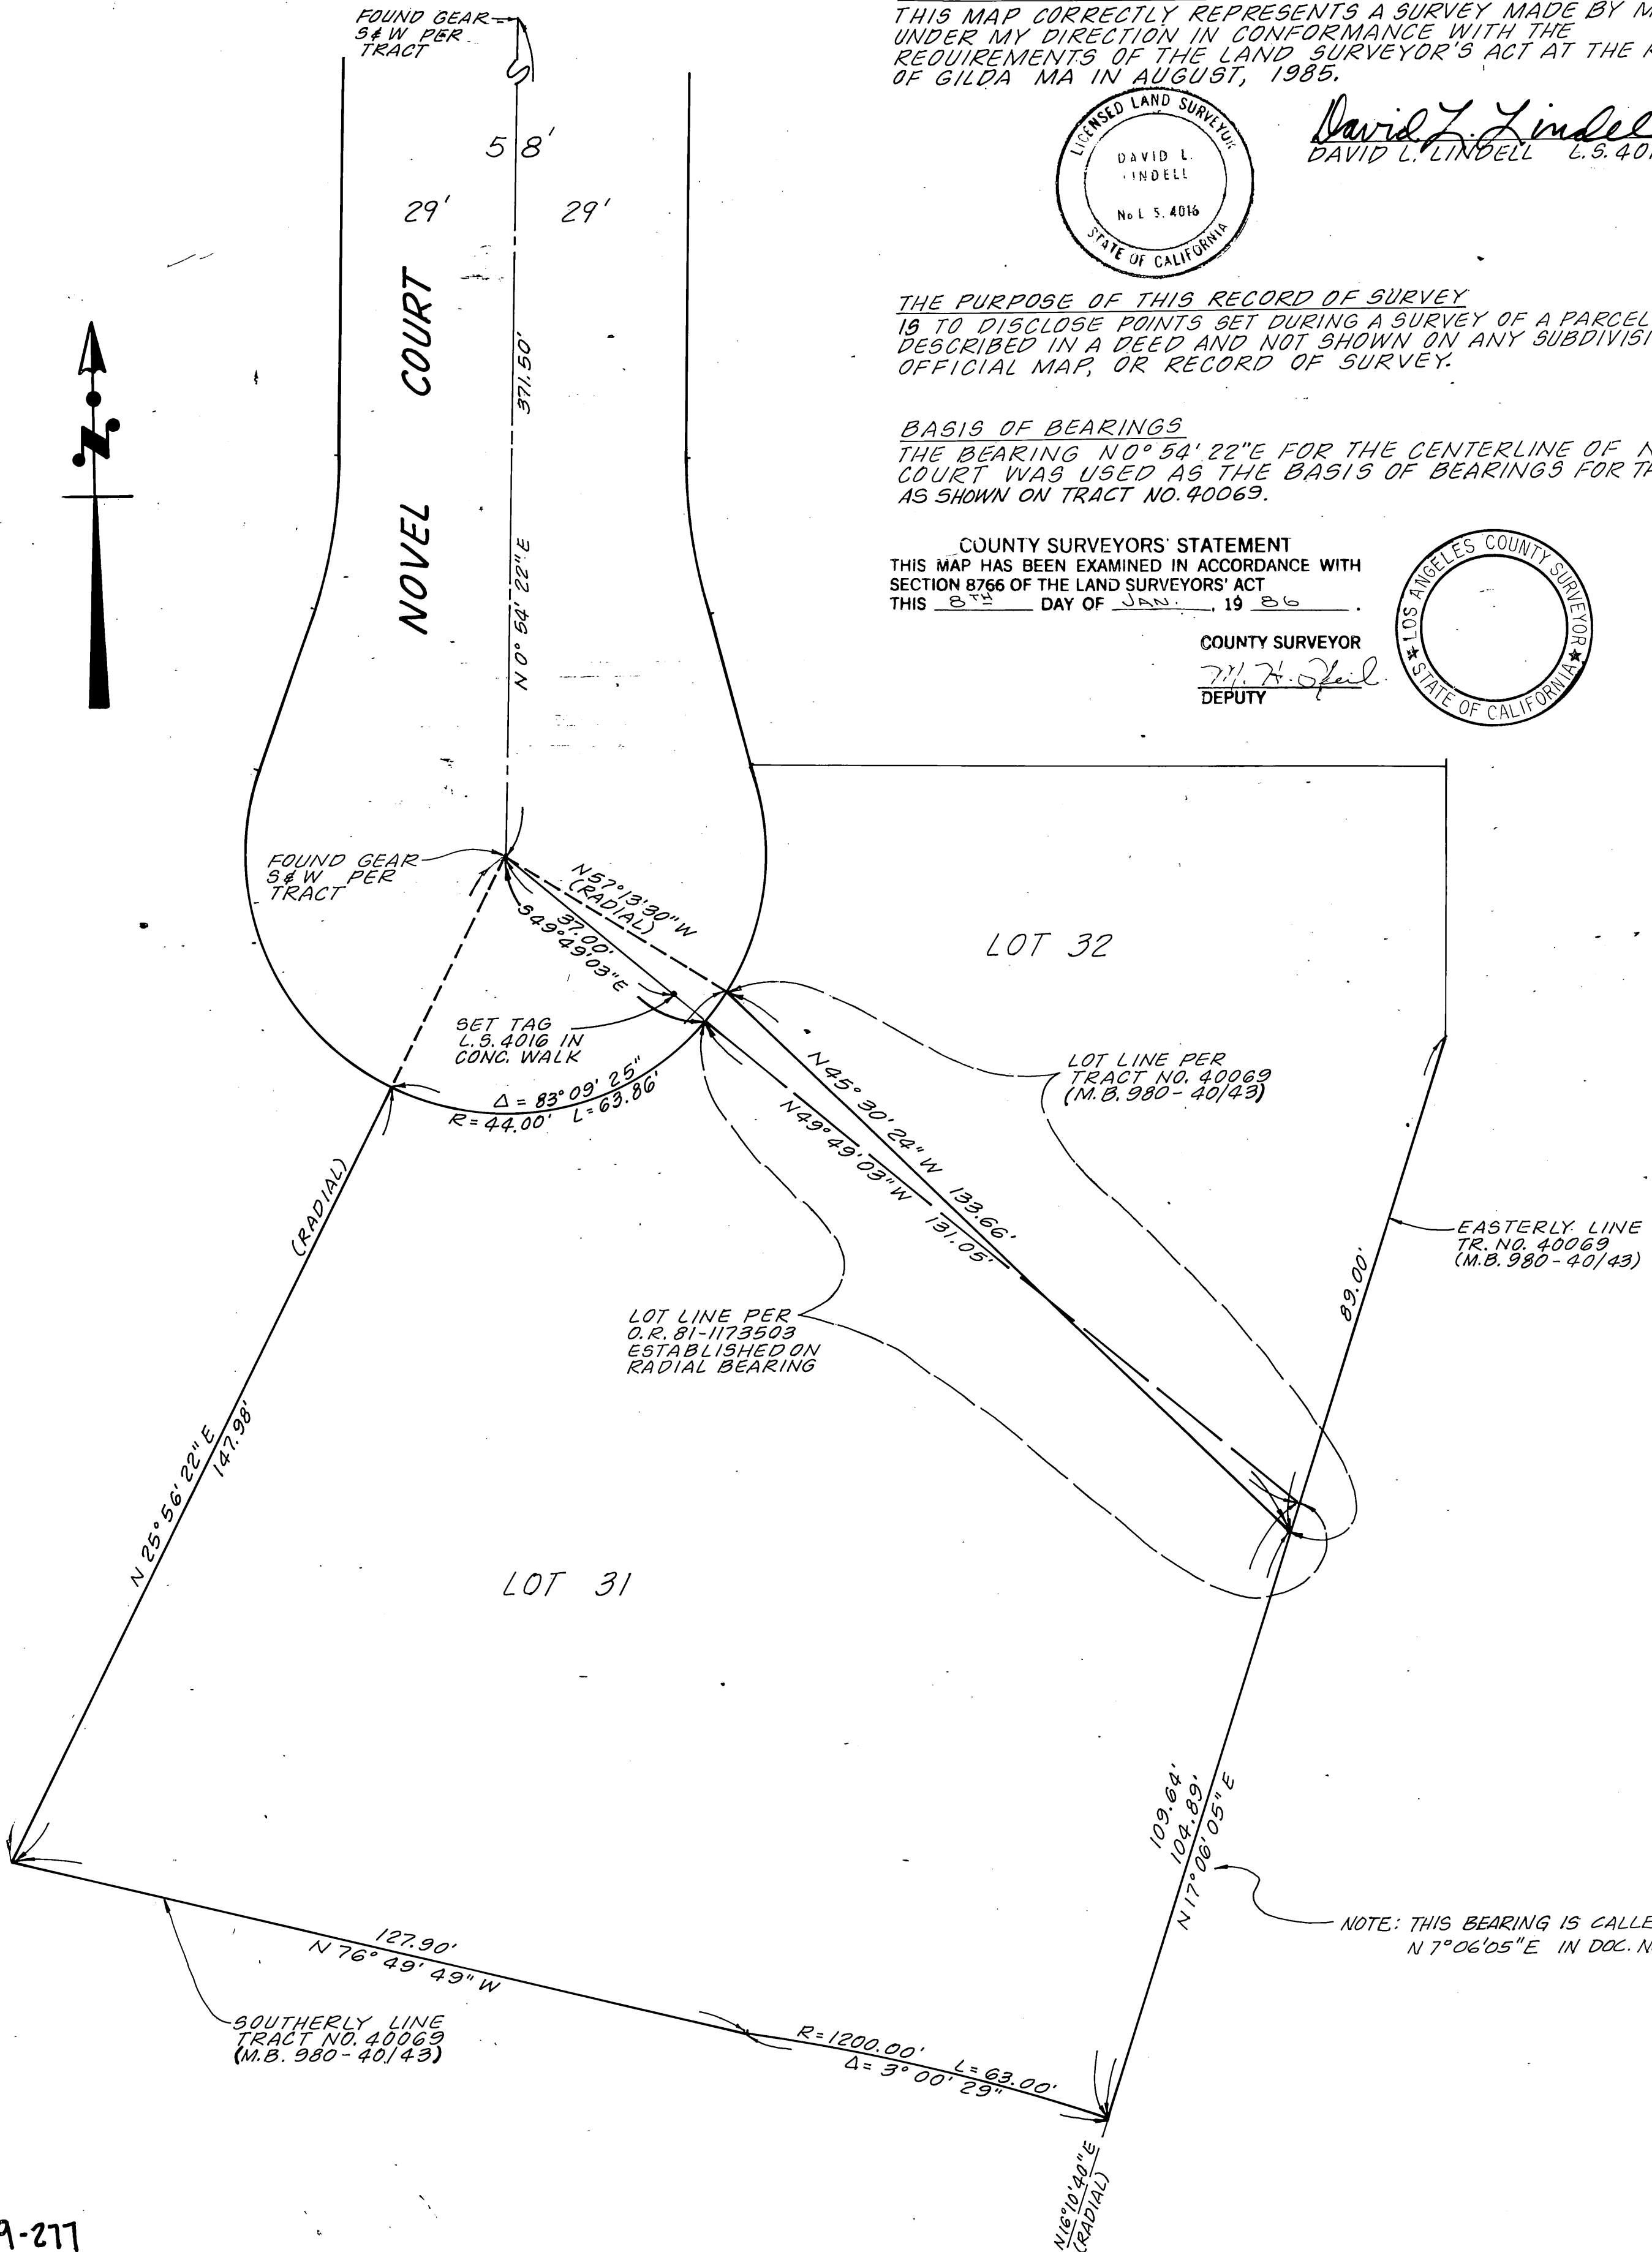 FOUND GEAR
S&W PER
TRACT
THIS MAP CORRECTLY REPRESENTS A SURVEY MADE BY
UNDER MY DIRECTION IN CONFORMANCE WITH THE
REQUIREMENTS OF THE LAND SURVEYOR'S ACT AT THE
OF GILDA MA IN AUGUST, 1985.
LICENSED LAND SURVEYOR
DAVID L.
INDELL
No L S. 4016
STATE OF CALIFORNIA
David L. Lindel
DAVID L. LINDELL L.S. 40
58'
29'
29'
NOVEL COURT
371.50'
N 0° 54' 22" E
THE PURPOSE OF THIS RECORD OF SURVEY
IS TO DISCLOSE POINTS SET DURING A SURVEY OF A PARCEL
DESCRIBED IN A DEED AND NOT SHOWN ON ANY SUBDIVISI
OFFICIAL MAP, OR RECORD OF SURVEY.
BASIS OF BEARINGS
THE BEARING N0° 54' 22"E FOR THE CENTERLINE OF N
COURT WAS USED AS THE BASIS OF BEARINGS FOR TH
AS SHOWN ON TRACT NO. 40069.
COUNTY SURVEYORS' STATEMENT
THIS MAP HAS BEEN EXAMINED IN ACCORDANCE WITH
SECTION 8766 OF THE LAND SURVEYORS' ACT
THIS 8TH DAY OF JAN., 19 86.
COUNTY SURVEYOR
DEPUTY
LOS ANGELES COUNTY SURVEYOR
STATE OF CALIFORNIA
N
FOUND GEAR
S&W PER
TRACT
N57°13'30" W
(RADIAL)
37.00'
S49°49'03"E
LOT 32
SET TAG
L.S. 4016 IN
CONC. WALK
Δ = 83° 09' 25"
R = 44.00' L = 63.86'
LOT LINE PER
TRACT NO. 40069
(M.B. 980 - 40/43)
N45° 30' 24" W 133.66'
N49° 49' 03" W 131.05'
(RADIAL)
N 25° 56' 22" E
147.98'
EASTERLY LINE
TR. NO. 40069
(M.B. 980 - 40/43)
89.00'
LOT LINE PER
O.R. 81-1173503
ESTABLISHED ON
RADIAL BEARING
LOT 31
109.64'
104.89'
N 17° 06' 05" E
NOTE: THIS BEARING IS CALLE
N 7°06'05"E IN DOC. N
127.90'
N 76° 49' 49" W
SOUTHERLY LINE
TRACT NO. 40069
(M.B. 980 - 40/43)
R = 1200.00' L = 63.00'
Δ = 3° 00' 29"
N16°10'40"E
(RADIAL)
9-277